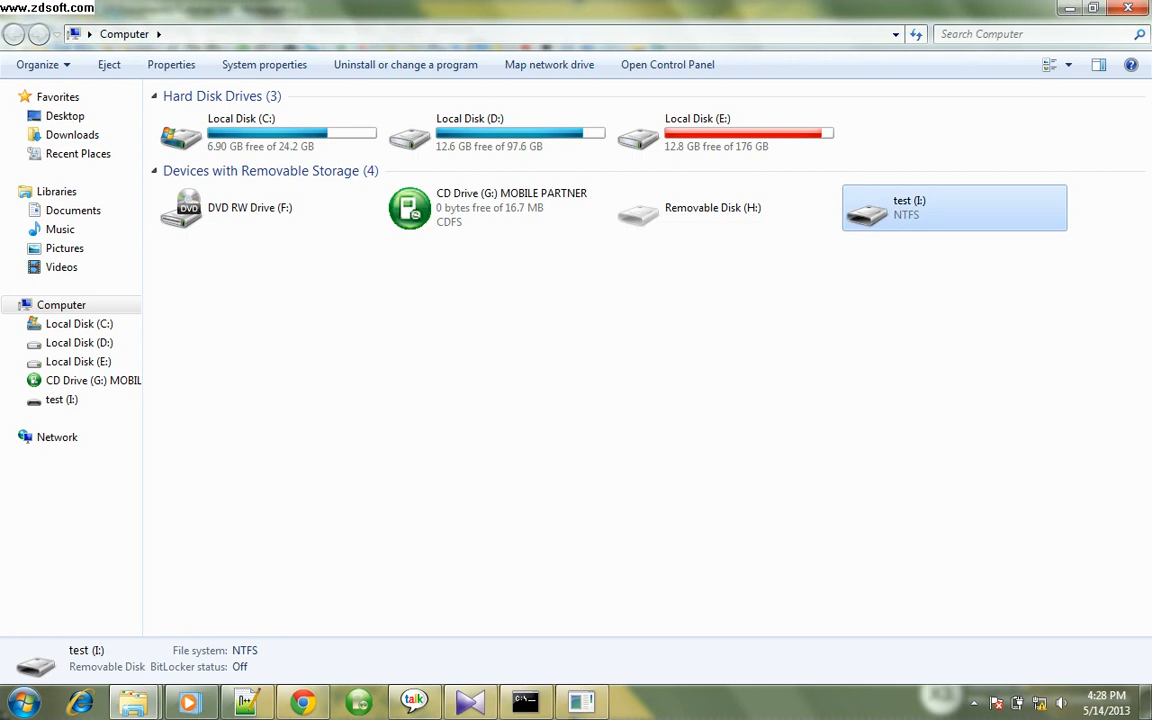 www.zdsoft.com
Computer
Search Computer
Organize Eject Properties System properties Uninstall or change a program Map network drive Open Control Panel
Favorites
Desktop
Downloads
Recent Places
Libraries
Documents
Music
Pictures
Videos
Computer
Local Disk (C:)
Local Disk (D:)
Local Disk (E:)
CD Drive (G:) MOBIL
test (I:)
Network
Hard Disk Drives (3)
Local Disk (C:)
6.90 GB free of 24.2 GB
Local Disk (D:)
12.6 GB free of 97.6 GB
Local Disk (E:)
12.8 GB free of 176 GB
Devices with Removable Storage (4)
DVD
DVD RW Drive (F:)
CD Drive (G:) MOBILE PARTNER
0 bytes free of 16.7 MB
CDFS
Removable Disk (H:)
test (I:)
NTFS
test (I:) File system: NTFS
Removable Disk BitLocker status: Off
talk
C:\
4:28 PM
5/14/2013